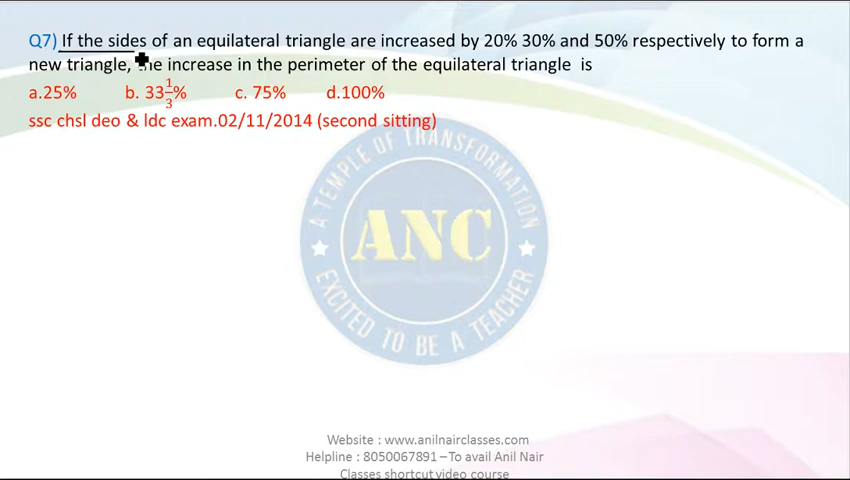 Q7) If the sides of an equilateral triangle are increased by 20% 30% and 50% respectively to form a
new triangle, the increase in the perimeter of the equilateral triangle is
a.25% b. 33 1/3% c. 75% d.100%
ssc chsl deo & ldc exam.02/11/2014 (second sitting)
A TEMPLE OF TRANSFORMATION
ANC
EXCITED TO BE A TEACHER
Website : www.anilnairclasses.com
Helpline : 8050067891 – To avail Anil Nair
Classes shortcut video course